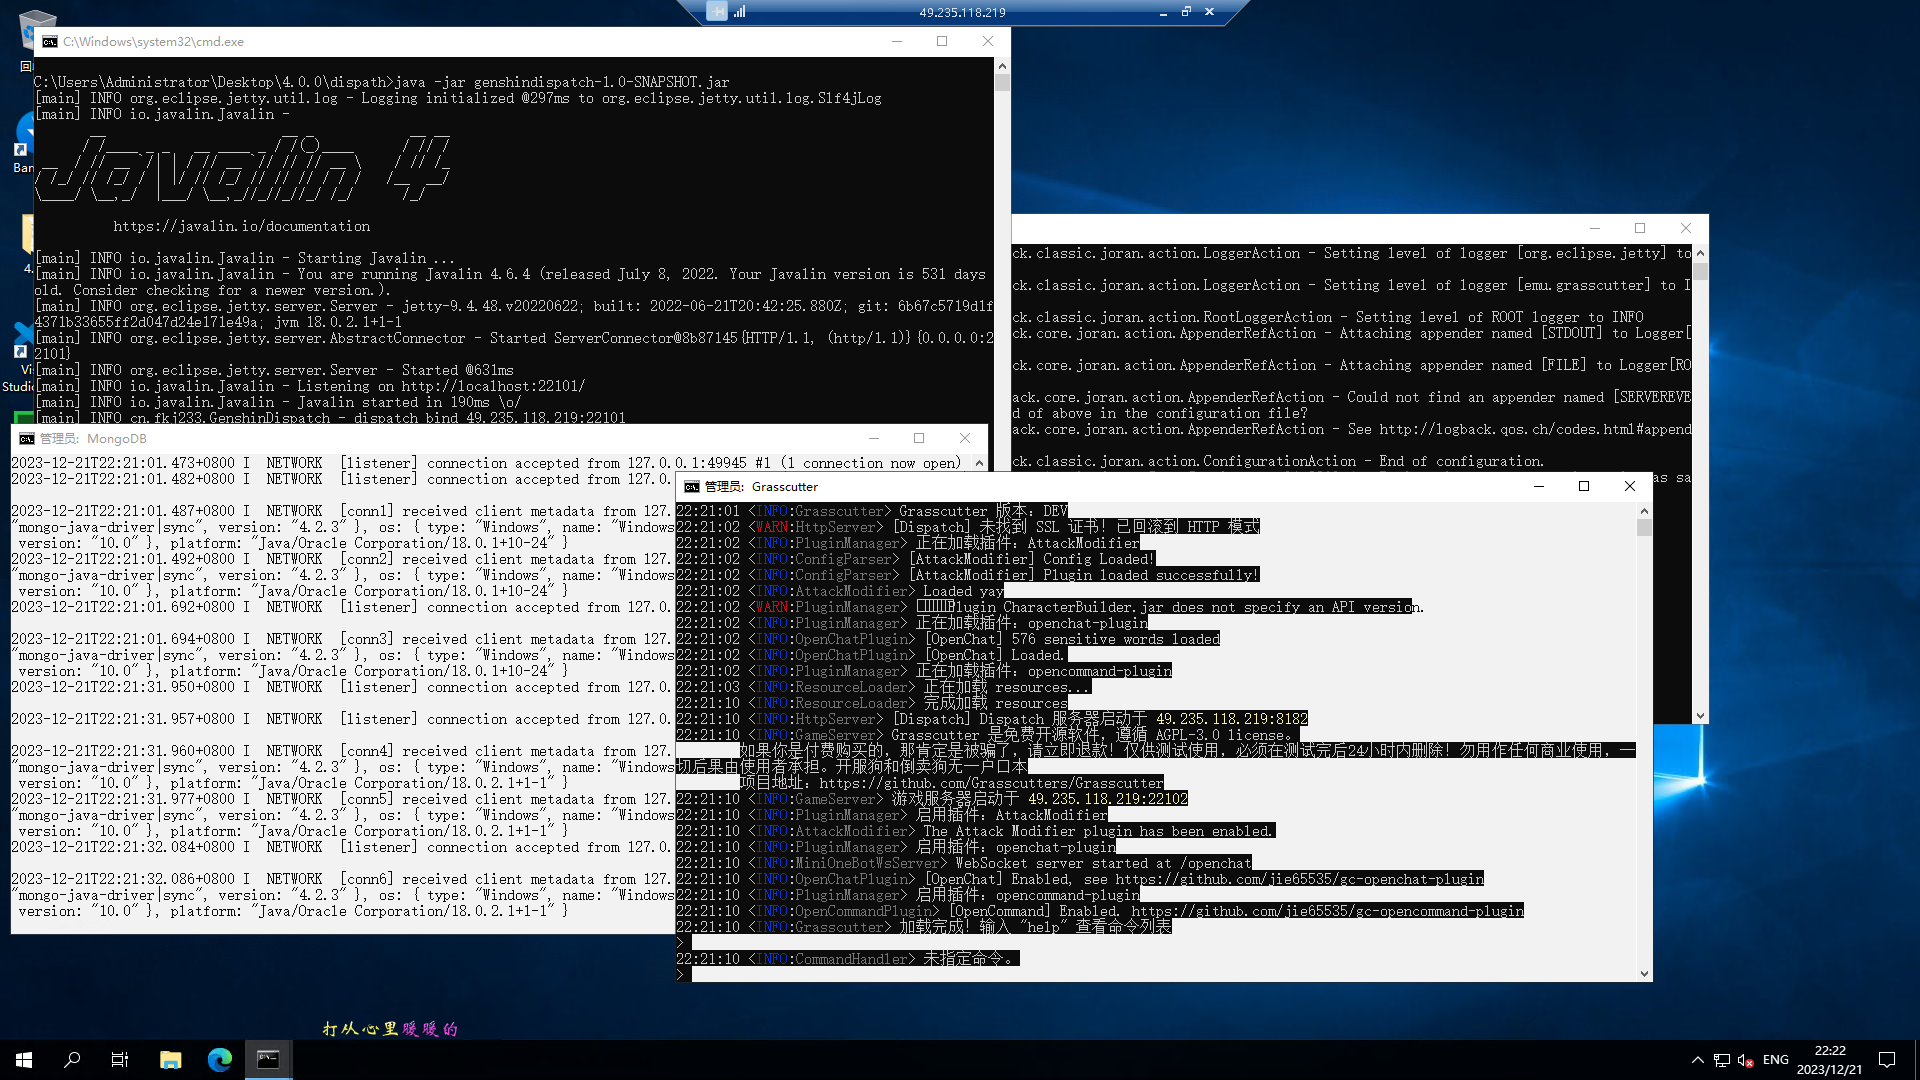 49.235.118.219
C:\Windows\system32\cmd.exe
C:\Users\Administrator\Desktop\4.0.0\dispath>java -jar genshindispatch-1.0-SNAPSHOT.jar
[main] INFO org.eclipse.jetty.util.log - Logging initialized @297ms to org.eclipse.jetty.util.log.Slf4jLog
[main] INFO io.javalin.Javalin -
Javalin 4
https://javalin.io/documentation
[main] INFO io.javalin.Javalin - Starting Javalin ...
[main] INFO io.javalin.Javalin - You are running Javalin 4.6.4 (released July 8, 2022. Your Javalin version is 531 days
old. Consider checking for a newer version.).
[main] INFO org.eclipse.jetty.server.Server - jetty-9.4.48.v20220622; built: 2022-06-21T20:42:25.880Z; git: 6b67c5719d1f
4371b33655ff2d047d24e171e49a; jvm 18.0.2.1+1-1
[main] INFO org.eclipse.jetty.server.AbstractConnector - Started ServerConnector@8b87145{HTTP/1.1, (http/1.1)}{0.0.0.0:2
2101}
[main] INFO org.eclipse.jetty.server.Server - Started @631ms
[main] INFO io.javalin.Javalin - Listening on http://localhost:22101/
[main] INFO io.javalin.Javalin - Javalin started in 190ms \o/
[main] INFO cn.fkj233.GenshinDispatch - dispatch bind 49.235.118.219:22101
ck.classic.joran.action.LoggerAction - Setting level of logger [org.eclipse.jetty] to
ck.classic.joran.action.LoggerAction - Setting level of logger [emu.grasscutter] to I
ck.classic.joran.action.RootLoggerAction - Setting level of ROOT logger to INFO
ck.core.joran.action.AppenderRefAction - Attaching appender named [STDOUT] to Logger[
ck.core.joran.action.AppenderRefAction - Attaching appender named [FILE] to Logger[RO
ack.core.joran.action.AppenderRefAction - Could not find an appender named [SERVEREVE
d of above in the configuration file?
ack.core.joran.action.AppenderRefAction - See http://logback.qos.ch/codes.html#append
ck.classic.joran.action.ConfigurationAction - End of configuration.
as sa
管理员: MongoDB
2023-12-21T22:21:01.473+0800 I  NETWORK  [listener] connection accepted from 127.0.0.1:49945 #1 (1 connection now open)
2023-12-21T22:21:01.482+0800 I  NETWORK  [listener] connection accepted from 127.0.
2023-12-21T22:21:01.487+0800 I  NETWORK  [conn1] received client metadata from 127.
"mongo-java-driver|sync", version: "4.2.3" }, os: { type: "Windows", name: "Windows
version: "10.0" }, platform: "Java/Oracle Corporation/18.0.1+10-24" }
2023-12-21T22:21:01.492+0800 I  NETWORK  [conn2] received client metadata from 127.
"mongo-java-driver|sync", version: "4.2.3" }, os: { type: "Windows", name: "Windows
version: "10.0" }, platform: "Java/Oracle Corporation/18.0.1+10-24" }
2023-12-21T22:21:01.692+0800 I  NETWORK  [listener] connection accepted from 127.0.
2023-12-21T22:21:01.694+0800 I  NETWORK  [conn3] received client metadata from 127.
"mongo-java-driver|sync", version: "4.2.3" }, os: { type: "Windows", name: "Windows
version: "10.0" }, platform: "Java/Oracle Corporation/18.0.1+10-24" }
2023-12-21T22:21:31.950+0800 I  NETWORK  [listener] connection accepted from 127.0.
2023-12-21T22:21:31.957+0800 I  NETWORK  [listener] connection accepted from 127.0.
2023-12-21T22:21:31.960+0800 I  NETWORK  [conn4] received client metadata from 127.
"mongo-java-driver|sync", version: "4.2.3" }, os: { type: "Windows", name: "Windows
version: "10.0" }, platform: "Java/Oracle Corporation/18.0.2.1+1-1" }
2023-12-21T22:21:31.977+0800 I  NETWORK  [conn5] received client metadata from 127.
"mongo-java-driver|sync", version: "4.2.3" }, os: { type: "Windows", name: "Windows
version: "10.0" }, platform: "Java/Oracle Corporation/18.0.2.1+1-1" }
2023-12-21T22:21:32.084+0800 I  NETWORK  [listener] connection accepted from 127.0.
2023-12-21T22:21:32.086+0800 I  NETWORK  [conn6] received client metadata from 127.
"mongo-java-driver|sync", version: "4.2.3" }, os: { type: "Windows", name: "Windows
version: "10.0" }, platform: "Java/Oracle Corporation/18.0.2.1+1-1" }
管理员: Grasscutter
22:21:01 <INFO:Grasscutter> Grasscutter 版本: DEV
22:21:02 <WARN:HttpServer> [Dispatch] 未找到 SSL 证书！已回滚到 HTTP 模式
22:21:02 <INFO:PluginManager> 正在加载插件: AttackModifier
22:21:02 <INFO:ConfigParser> [AttackModifier] Config Loaded!
22:21:02 <INFO:ConfigParser> [AttackModifier] Plugin loaded successfully!
22:21:02 <INFO:AttackModifier> Loaded yay
22:21:02 <WARN:PluginManager> Plugin CharacterBuilder.jar does not specify an API version.
22:21:02 <INFO:PluginManager> 正在加载插件: openchat-plugin
22:21:02 <INFO:OpenChatPlugin> [OpenChat] 576 sensitive words loaded
22:21:02 <INFO:OpenChatPlugin> [OpenChat] Loaded.
22:21:02 <INFO:PluginManager> 正在加载插件: opencommand-plugin
22:21:03 <INFO:ResourceLoader> 正在加载 resources...
22:21:10 <INFO:ResourceLoader> 完成加载 resources
22:21:10 <INFO:HttpServer> [Dispatch] Dispatch 服务器启动于 49.235.118.219:8182
22:21:10 <INFO:GameServer> Grasscutter 是免费开源软件，遵循 AGPL-3.0 license。
如果你是付费购买的，那肯定是被骗了，请立即退款！仅供测试使用，必须在测试完后24小时内删除！勿用作任何商业使用，一
切后果由使用者承担。开服狗和倒卖狗死一户口本
项目地址: https://github.com/Grasscutters/Grasscutter
22:21:10 <INFO:GameServer> 游戏服务器启动于 49.235.118.219:22102
22:21:10 <INFO:PluginManager> 启用插件: AttackModifier
22:21:10 <INFO:AttackModifier> The Attack Modifier plugin has been enabled.
22:21:10 <INFO:PluginManager> 启用插件: openchat-plugin
22:21:10 <INFO:MiniOneBotWsServer> WebSocket server started at /openchat
22:21:10 <INFO:OpenChatPlugin> [OpenChat] Enabled, see https://github.com/jie65535/gc-openchat-plugin
22:21:10 <INFO:PluginManager> 启用插件: opencommand-plugin
22:21:10 <INFO:OpenCommandPlugin> [OpenCommand] Enabled. https://github.com/jie65535/gc-opencommand-plugin
22:21:10 <INFO:Grasscutter> 加载完成！输入 "help" 查看命令列表
>
22:21:10 <INFO:CommandHandler> 未指定命令。
>
打从心里暖暖的
ENG
22:22
2023/12/21